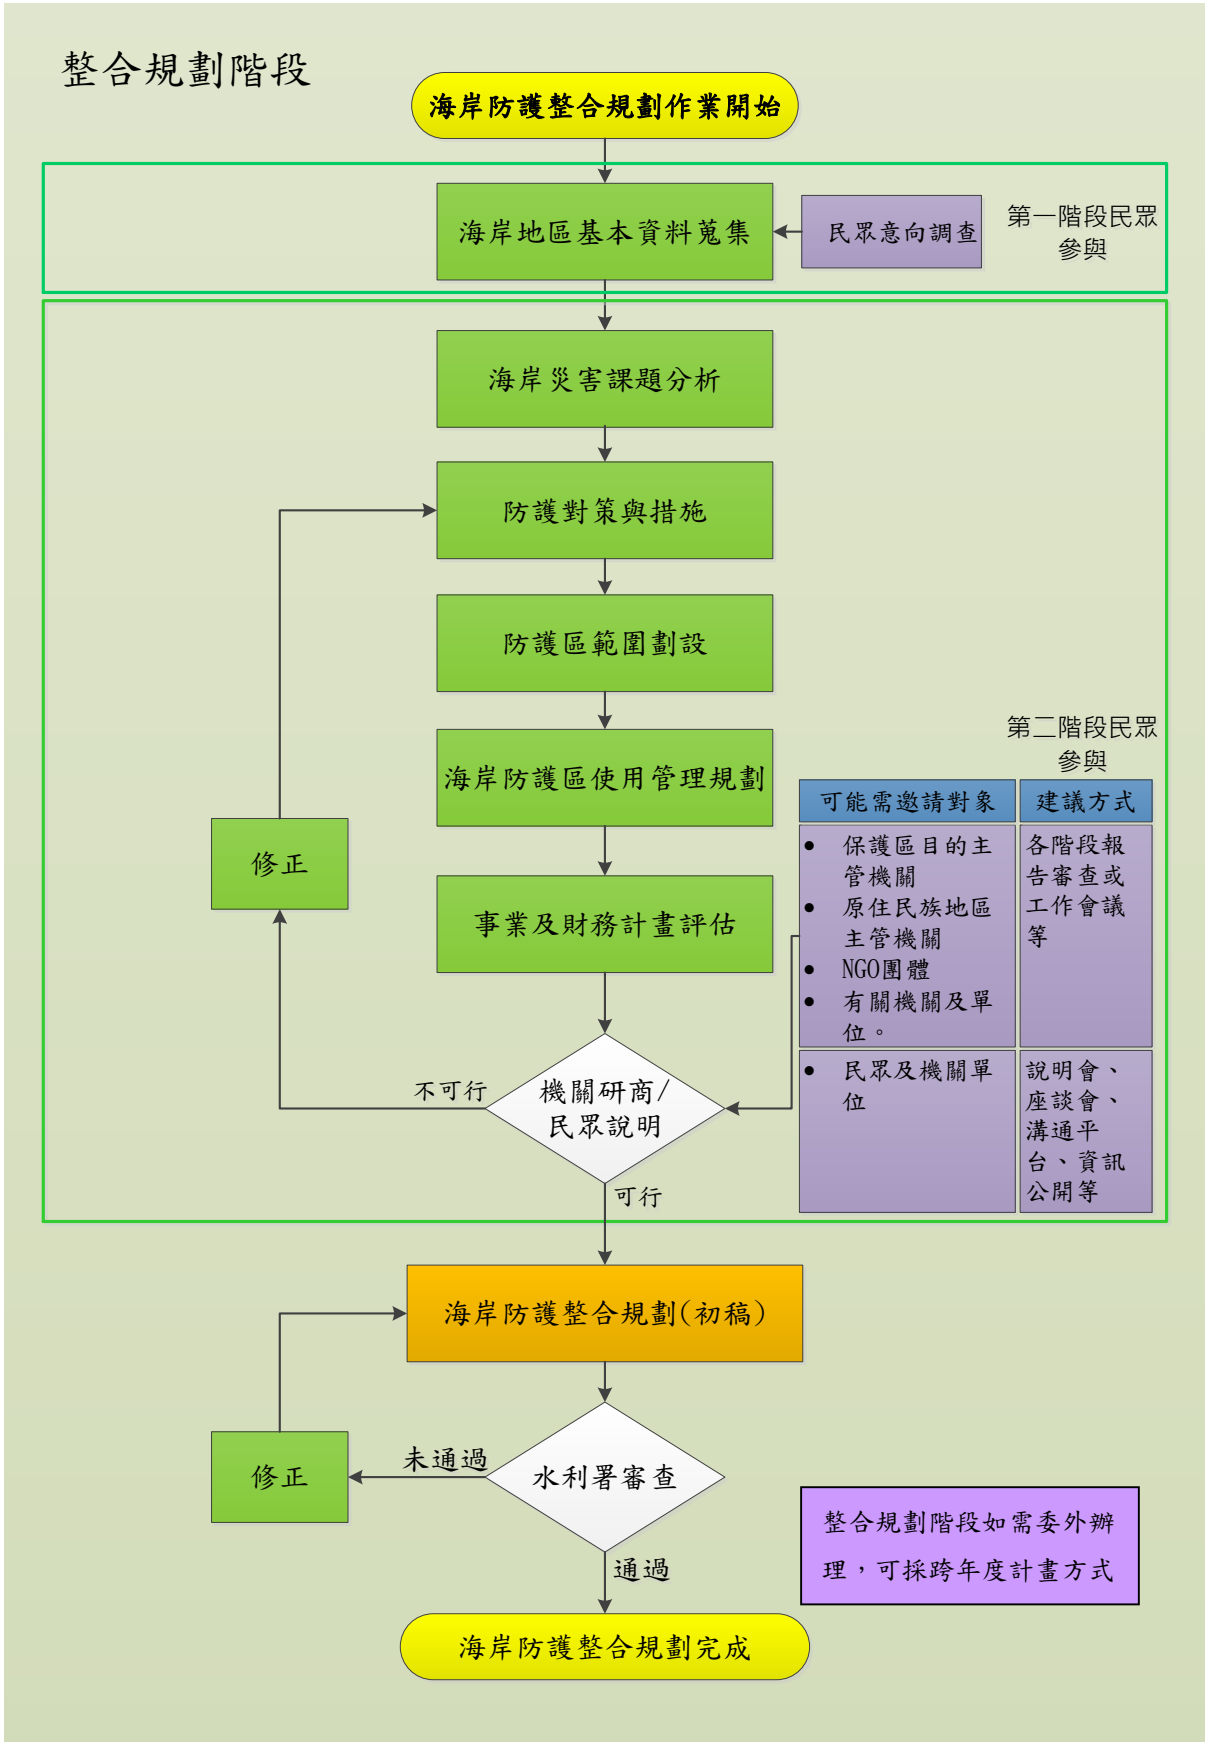 整合規劃階段
海岸防護整合規劃作業開始
海岸地區基本資料蒐集
民眾意向調查
第一階段民眾
參與
海岸災害課題分析
防護對策與措施
防護區範圍劃設
海岸防護區使用管理規劃
修正
事業及財務計畫評估
第二階段民眾
參與
可能需邀請對象
建議方式
● 保護區目的主
管機關
● 原住民族地區
主管機關
● NGO團體
● 有關機關及單
位。
各階段報
告審查或
工作會議
等
● 民眾及機關單
位
說明會、
座談會、
溝通平
台、資訊
公開等
不可行
機關研商/
民眾說明
可行
海岸防護整合規劃(初稿)
修正
未通過
水利署審查
通過
整合規劃階段如需委外辦
理，可採跨年度計畫方式
海岸防護整合規劃完成